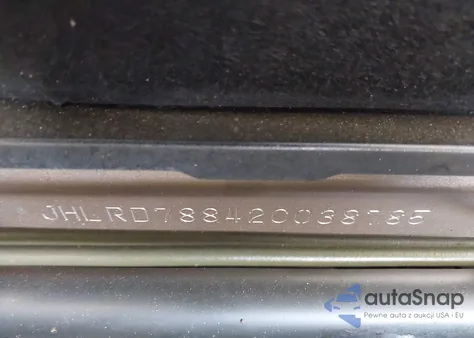 JHLRD78842C038785
autoSnap
Pewne auta z aukcji USA i EU